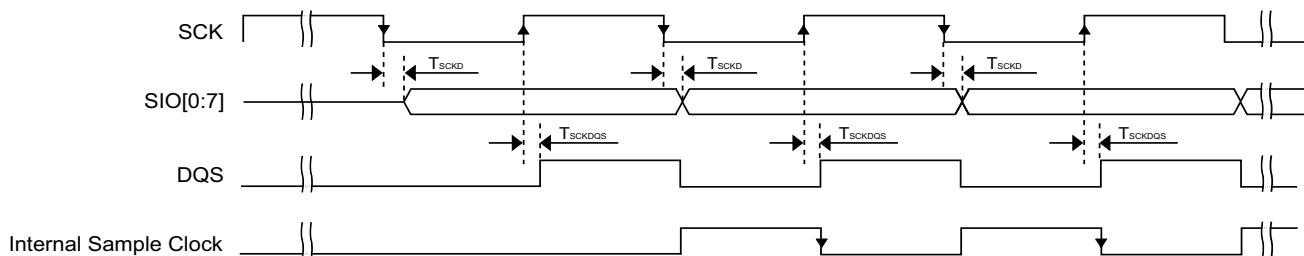 SCK
TSCKD TSCKD TSCKD
SIO[0:7]
TSCKDQS TSCKDQS TSCKDQS
DQS
Internal Sample Clock